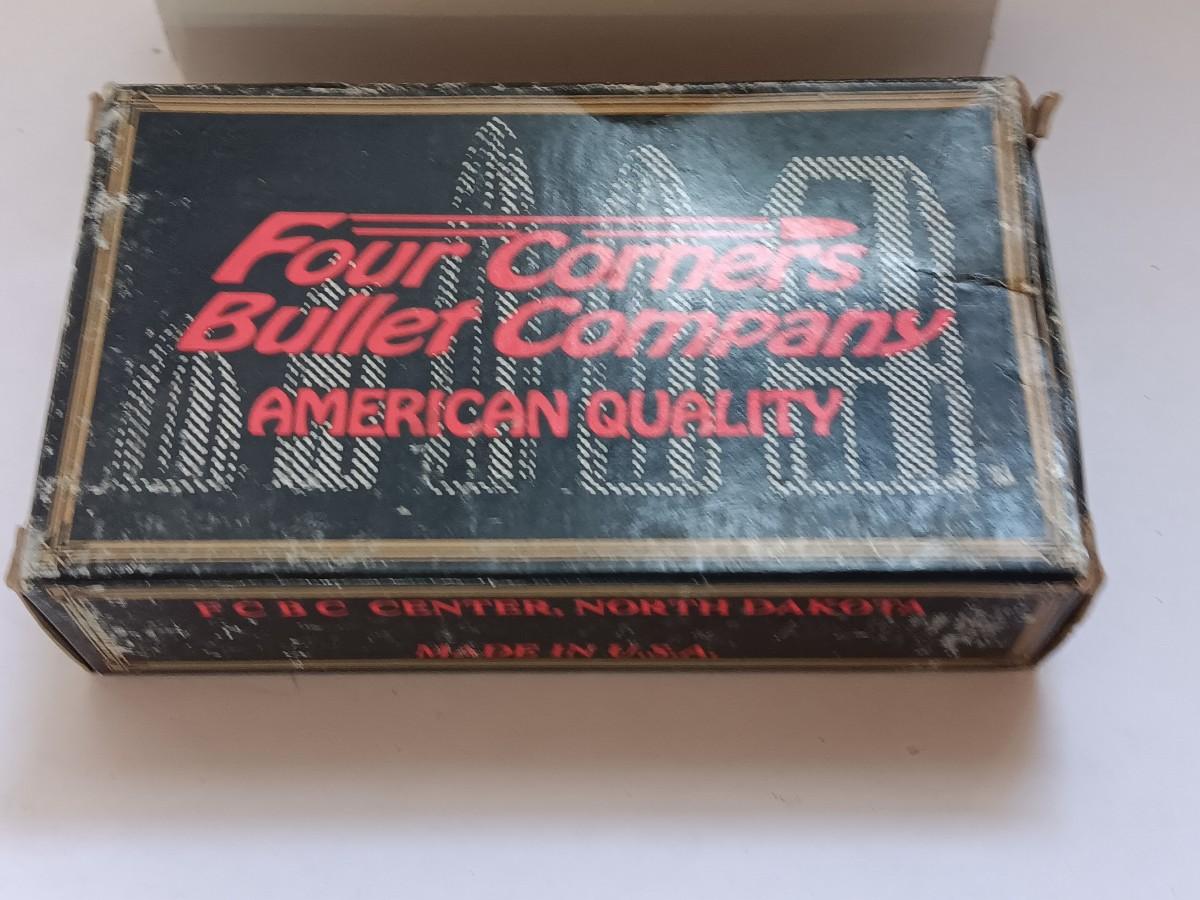 Four Corners
Bullet Company
AMERICAN QUALITY
F C B C CENTER, NORTH DAKOTA
MADE IN U.S.A.